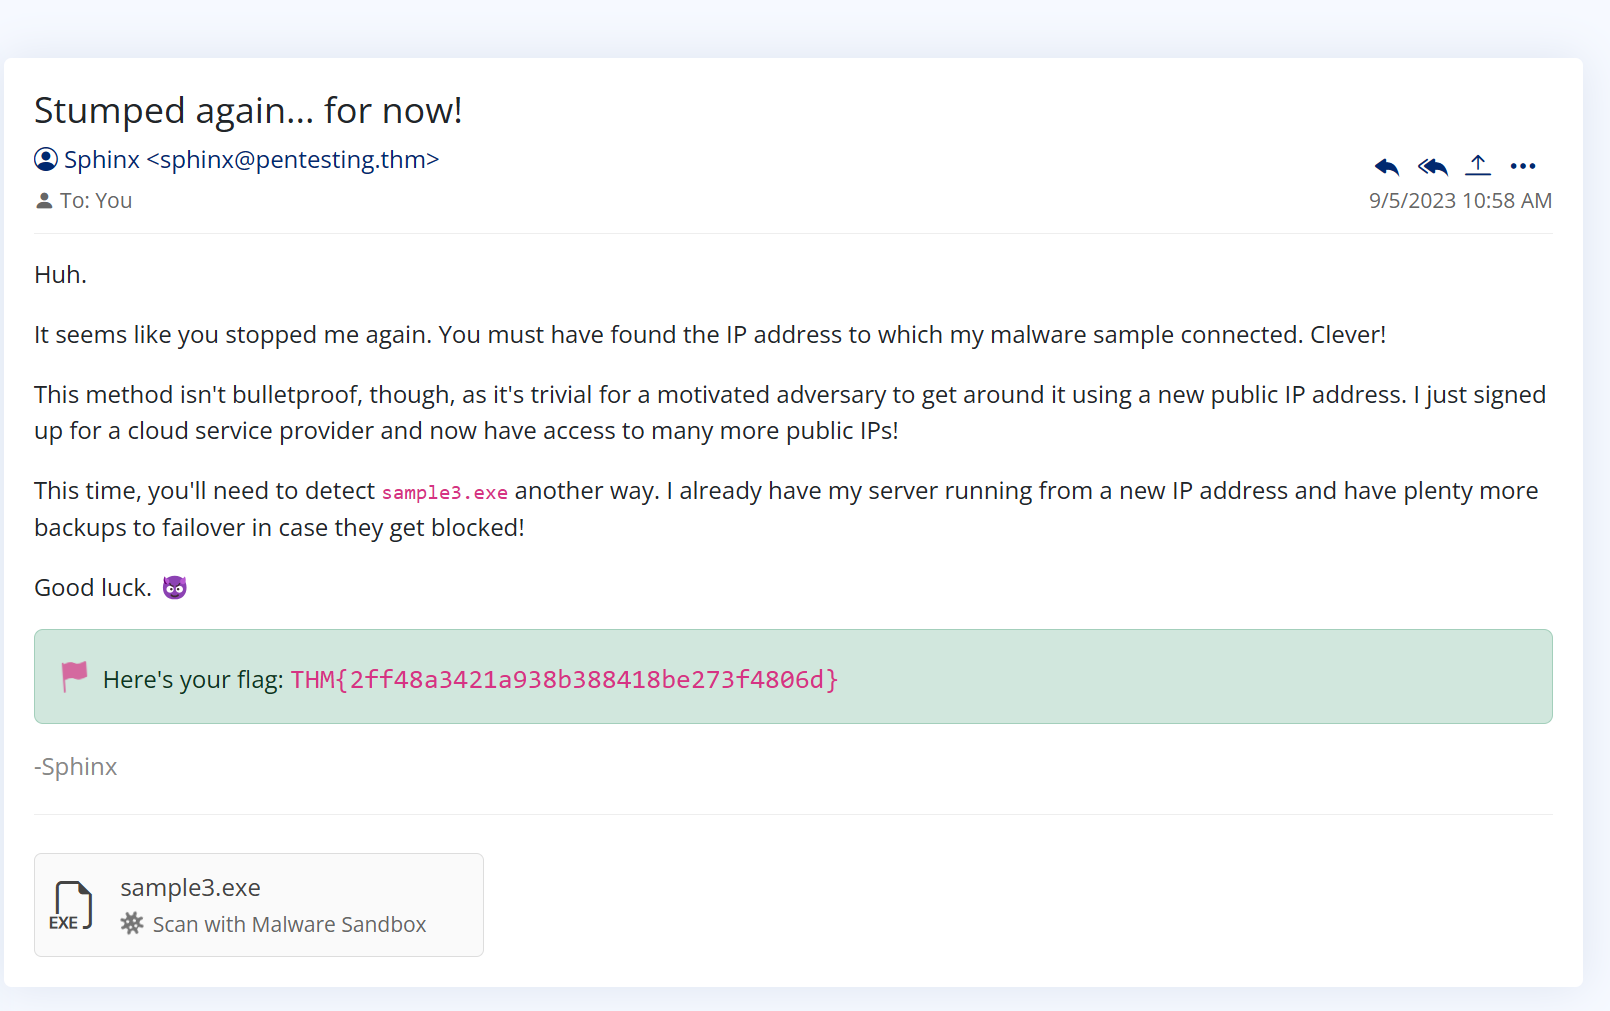 Stumped again... for now!
Sphinx <sphinx@pentesting.thm>
To: You
9/5/2023 10:58 AM
Huh.
It seems like you stopped me again. You must have found the IP address to which my malware sample connected. Clever!
This method isn't bulletproof, though, as it's trivial for a motivated adversary to get around it using a new public IP address. I just signed
up for a cloud service provider and now have access to many more public IPs!
This time, you'll need to detect sample3.exe another way. I already have my server running from a new IP address and have plenty more
backups to failover in case they get blocked!
Good luck. 😈
Here's your flag: THM{2ff48a3421a938b388418be273f4806d}
-Sphinx
sample3.exe
EXE
Scan with Malware Sandbox